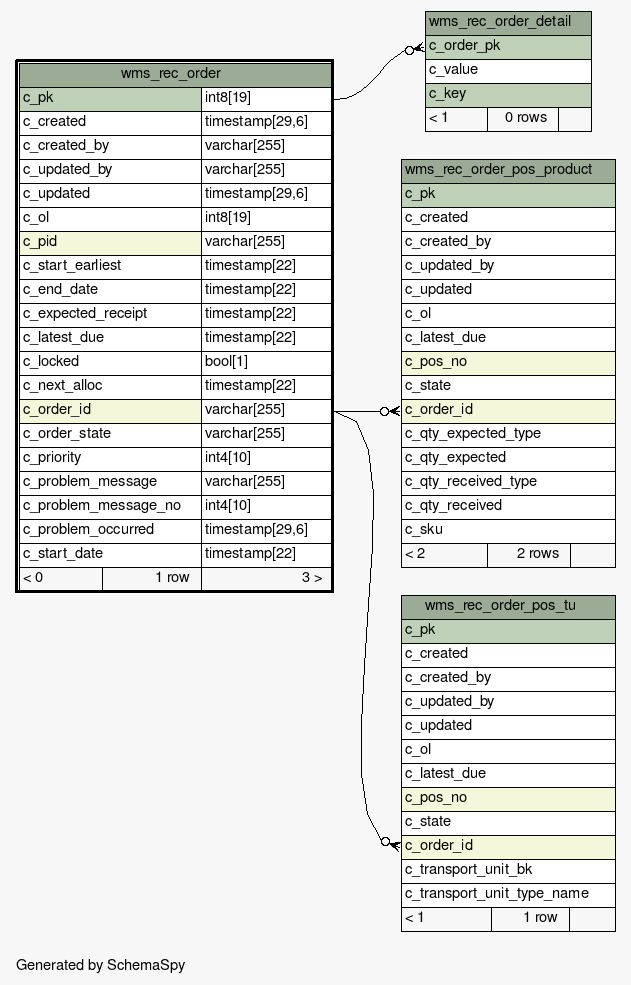 wms_rec_order
c_pk int8[19]
c_created timestamp[29,6]
c_created_by varchar[255]
c_updated_by varchar[255]
c_updated timestamp[29,6]
c_ol int8[19]
c_pid varchar[255]
c_start_earliest timestamp[22]
c_end_date timestamp[22]
c_expected_receipt timestamp[22]
c_latest_due timestamp[22]
c_locked bool[1]
c_next_alloc timestamp[22]
c_order_id varchar[255]
c_order_state varchar[255]
c_priority int4[10]
c_problem_message varchar[255]
c_problem_message_no int4[10]
c_problem_occurred timestamp[29,6]
c_start_date timestamp[22]
< 0 1 row 3 >
wms_rec_order_detail
c_order_pk
c_value
c_key
< 1 0 rows
wms_rec_order_pos_product
c_pk
c_created
c_created_by
c_updated_by
c_updated
c_ol
c_latest_due
c_pos_no
c_state
c_order_id
c_qty_expected_type
c_qty_expected
c_qty_received_type
c_qty_received
c_sku
< 2 2 rows
wms_rec_order_pos_tu
c_pk
c_created
c_created_by
c_updated_by
c_updated
c_ol
c_latest_due
c_pos_no
c_state
c_order_id
c_transport_unit_bk
c_transport_unit_type_name
< 1 1 row
Generated by SchemaSpy